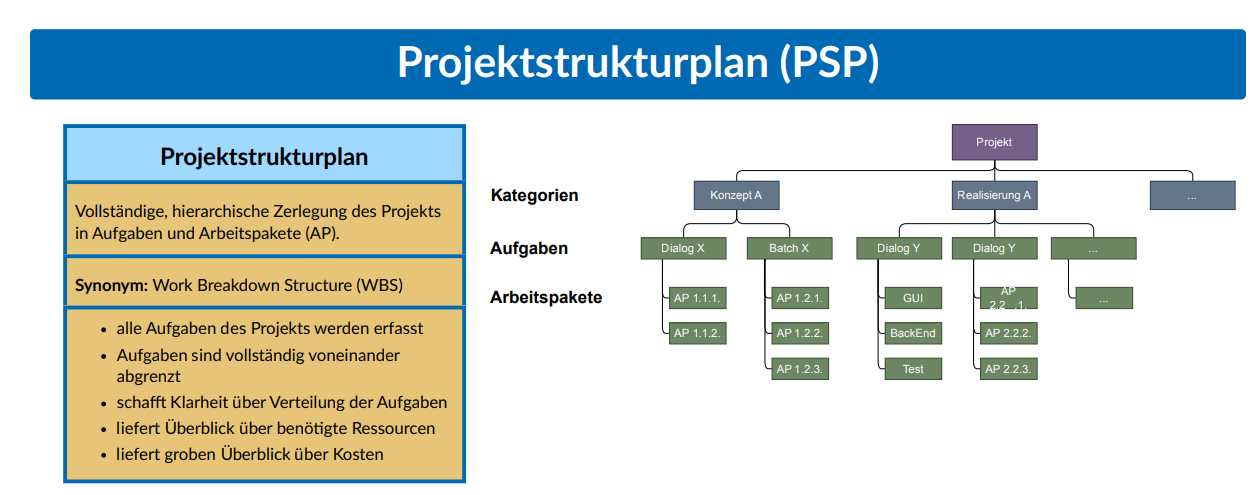 Projektstrukturplan (PSP)
Projektstrukturplan
Vollständige, hierarchische Zerlegung des Projekts
in Aufgaben und Arbeitspakete (AP).
Synonym: Work Breakdown Structure (WBS)
• alle Aufgaben des Projekts werden erfasst
• Aufgaben sind vollständig voneinander
abgrenzt
• schafft Klarheit über Verteilung der Aufgaben
• liefert Überblick über benötigte Ressourcen
• liefert groben Überblick über Kosten
Projekt
Kategorien
Konzept A
Realisierung A
...
Aufgaben
Dialog X
Batch X
Dialog Y
Dialog Y
...
Arbeitspakete
AP 1.1.1.
AP 1.2.1.
GUI
AP
...
AP 1.1.2.
AP 1.2.2.
BackEnd
AP 2.2.2.
AP 1.2.3.
Test
AP 2.2.3.